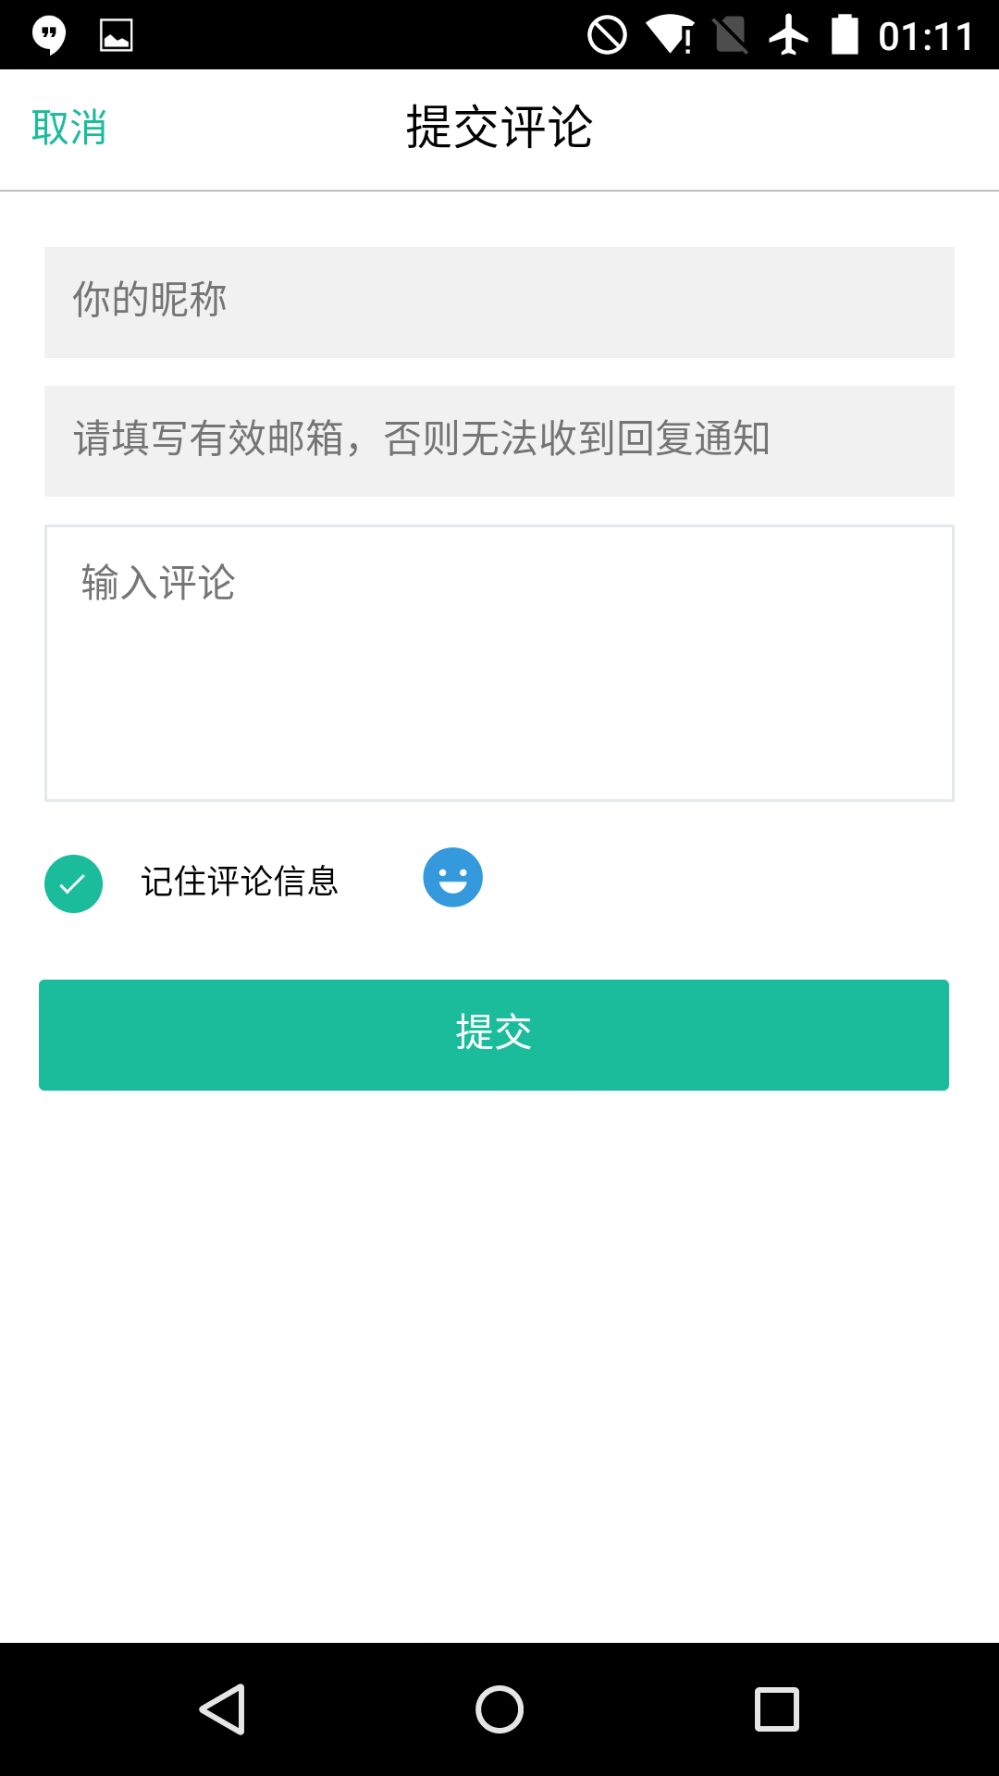 01:11
取消
提交评论
你的昵称
请填写有效邮箱，否则无法收到回复通知
输入评论
记住评论信息
提交